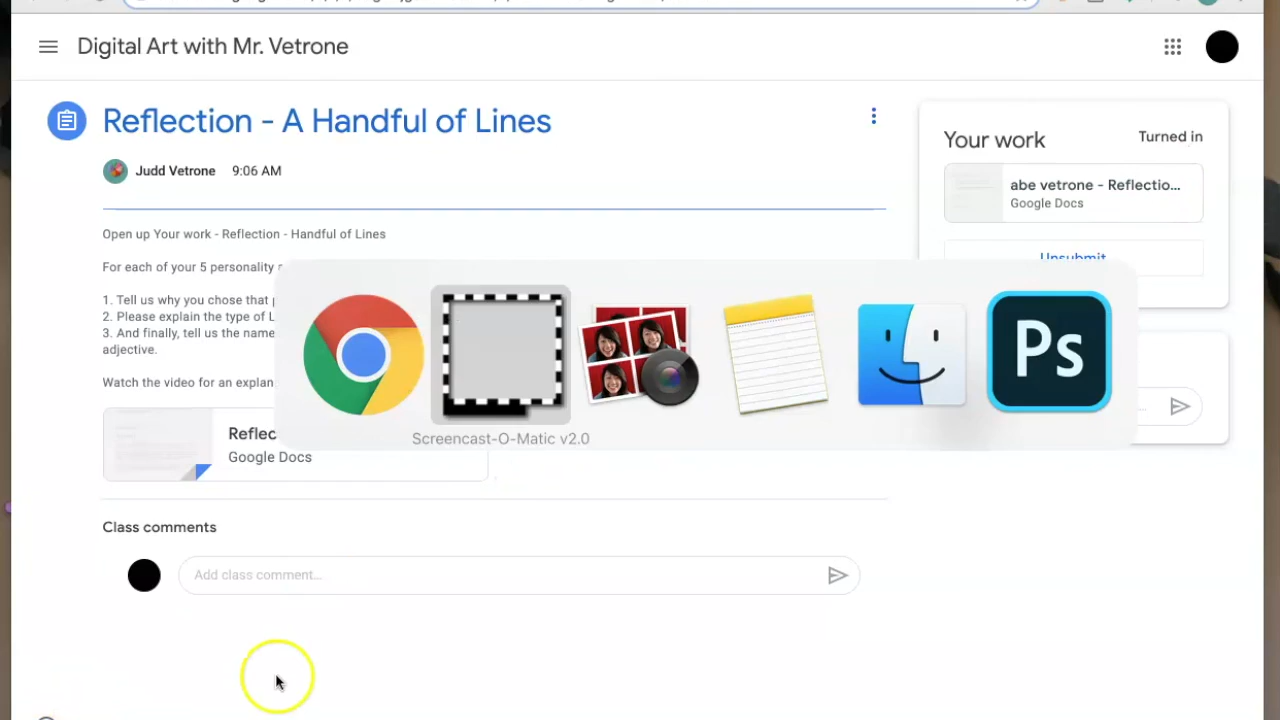 Digital Art with Mr. Vetrone
Reflection - A Handful of Lines
Judd Vetrone 9:06 AM
Open up Your work - Reflection - Handful of Lines
For each of your 5 personality
1. Tell us why you chose that
2. Please explain the type of L
3. And finally, tell us the name
adjective.
Watch the video for an explan
Reflec
Google Docs
Class comments
Add class comment...
Your work
Turned in
abe vetrone - Reflectio...
Google Docs
Unsubmit
Ps
Screencast-O-Matic v2.0